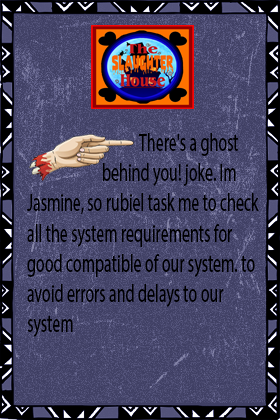 The
SLAUGHTER
House
There's a ghost
behind you! joke. Im
Jasmine, so rubiel task me to check
all the system requirements for
good compatible of our system. to
avoid errors and delays to our
system